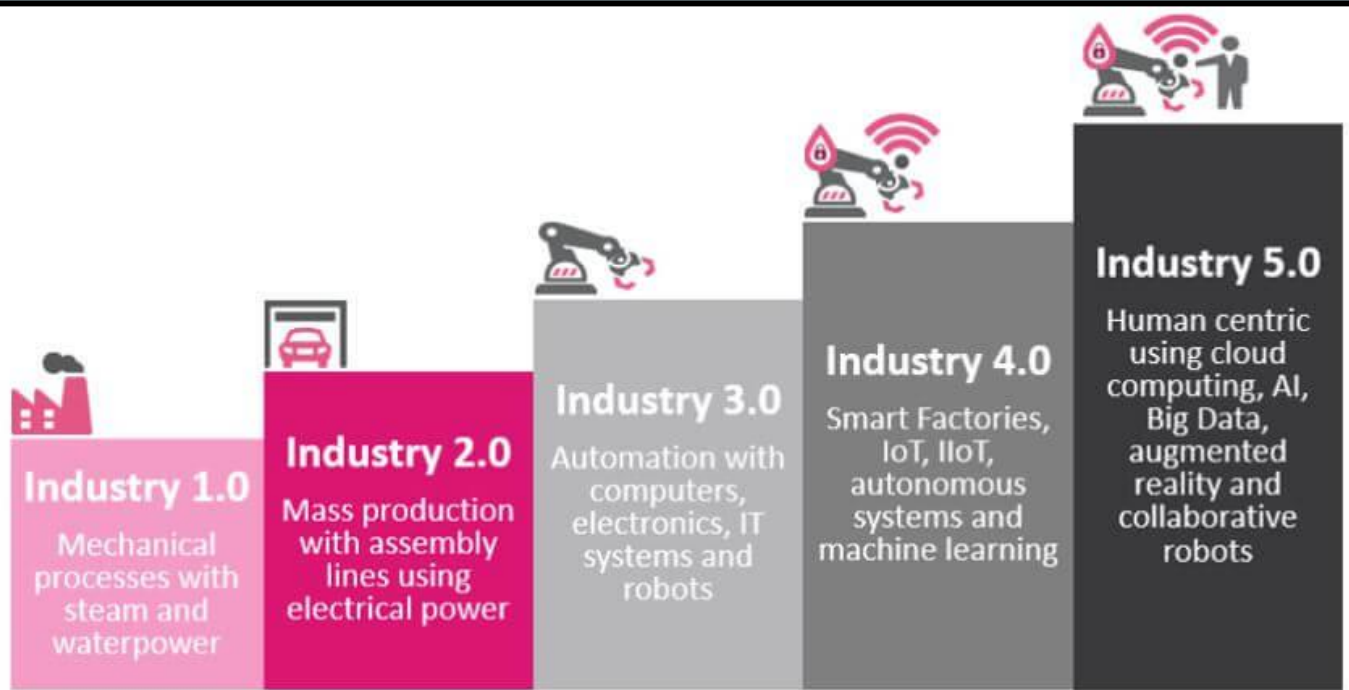 Industry 1.0
Mechanical
processes with
steam and
waterpower
Industry 2.0
Mass production
with assembly
lines using
electrical power
Industry 3.0
Automation with
computers,
electronics, IT
systems and
robots
Industry 4.0
Smart Factories,
IoT, IIoT,
autonomous
systems and
machine learning
Industry 5.0
Human centric
using cloud
computing, AI,
Big Data,
augmented
reality and
collaborative
robots